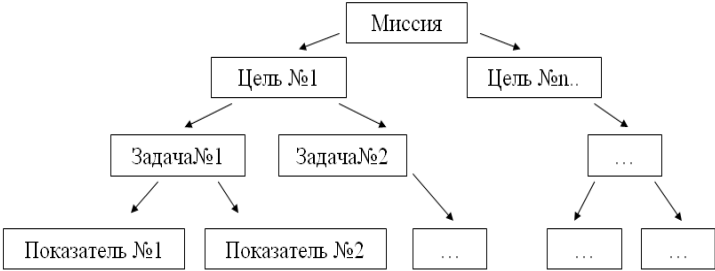 Миссия
Цель №1
Цель №n..
Задача№1
Задача№2
…
Показатель №1
Показатель №2
…
…
…